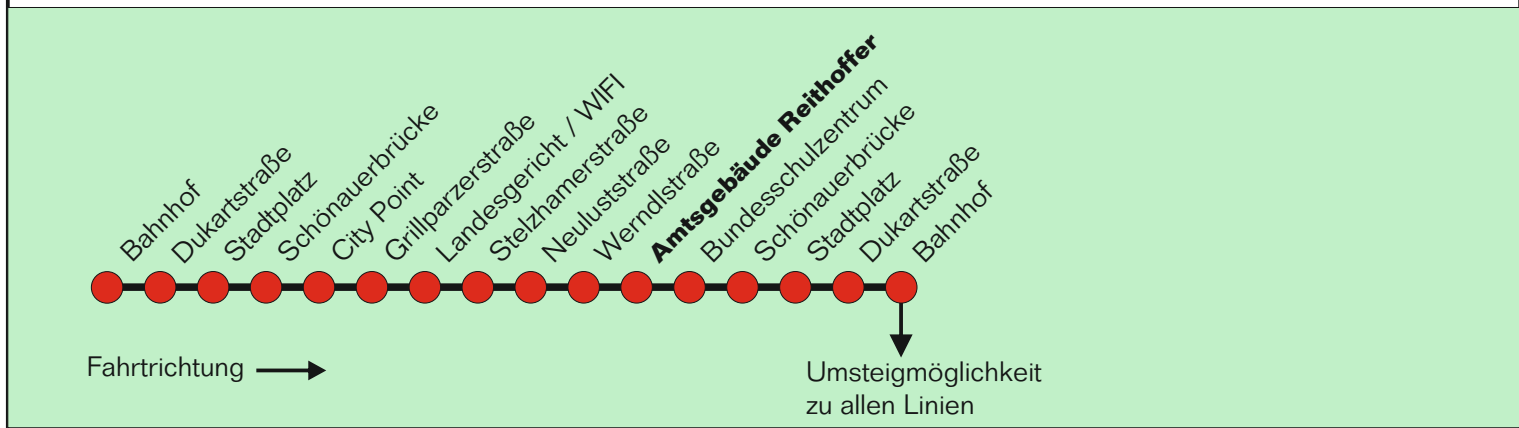 Bahnhof
Dukartstraße
Stadtplatz
Schönauerbrücke
City Point
Grillparzerstraße
Landesgericht / WIFI
Stelzhamerstraße
Neuluststraße
Werndlstraße
Amtsgebäude Reithoffer
Bundesschulzentrum
Schönauerbrücke
Stadtplatz
Dukartstraße
Bahnhof
Fahrtrichtung
Umsteigmöglichkeit
zu allen Linien